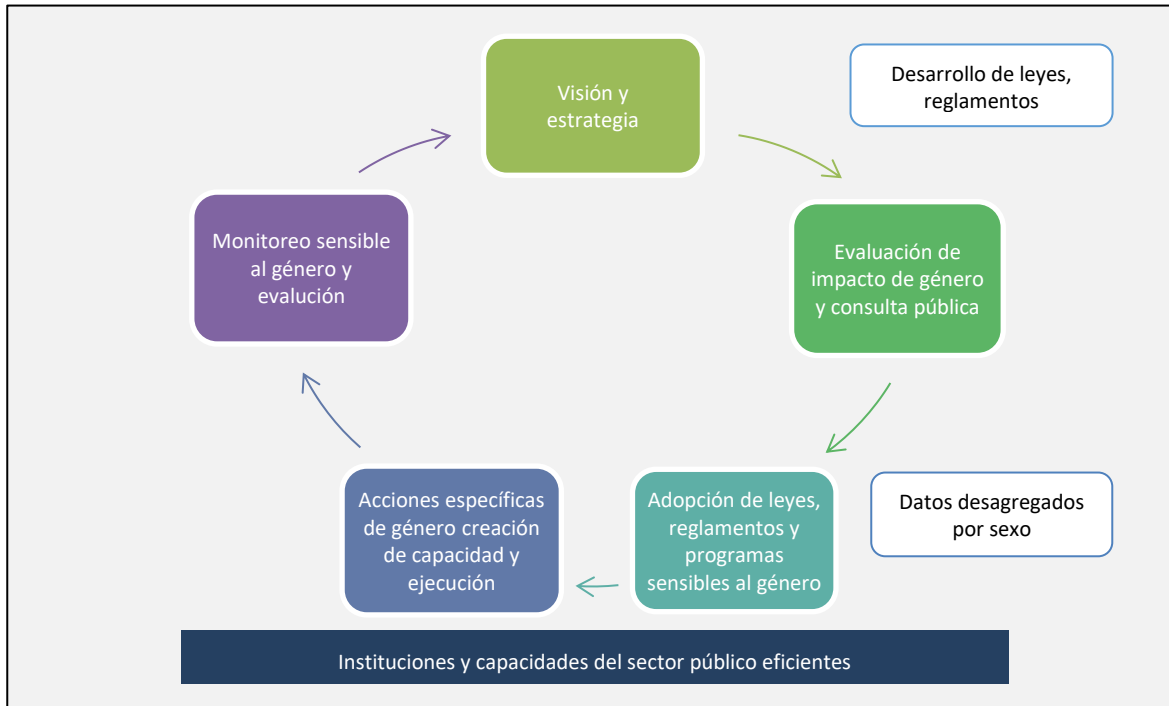 Visión y
estrategia
Desarrollo de leyes,
reglamentos
Monitoreo sensible
al género y
evalución
Evaluación de
impacto de género
y consulta pública
Acciones específicas
de género creación
de capacidad y
ejecución
Adopción de leyes,
reglamentos y
programas
sensibles al género
Datos desagregados
por sexo
Instituciones y capacidades del sector público eficientes